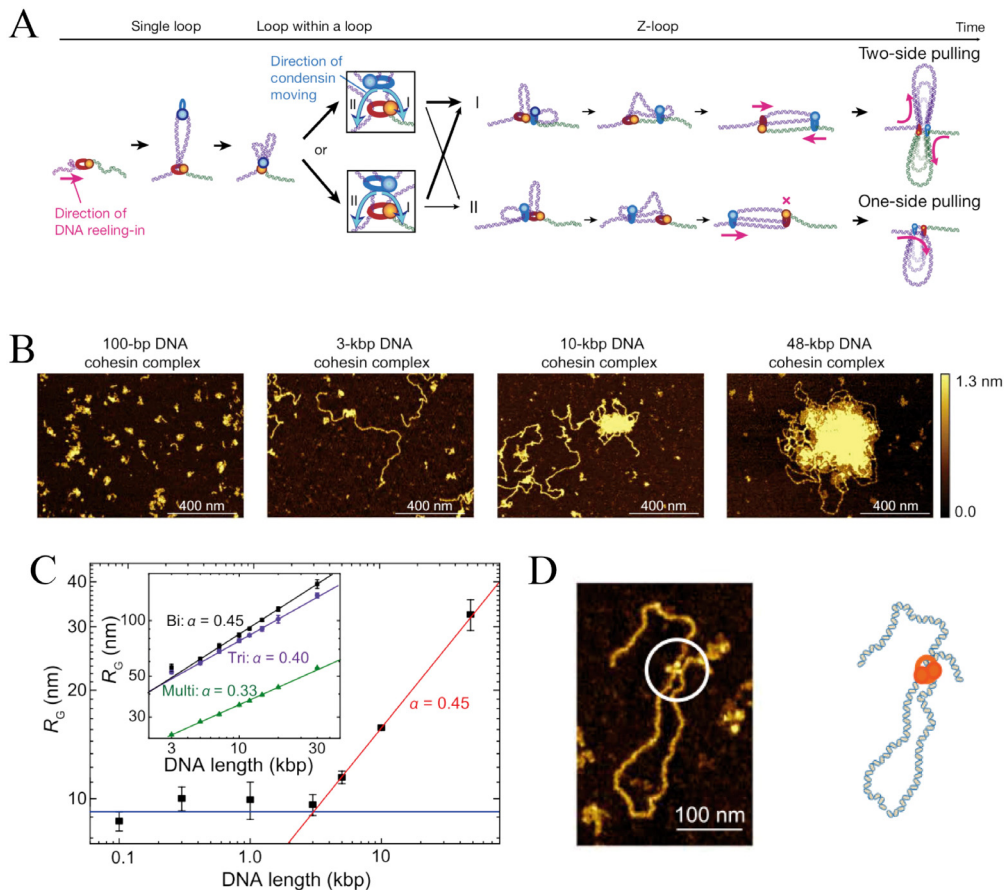 A
Single loop
Loop within a loop
Z-loop
Time
Direction of
condensin
moving
II
I
or
II
I
Direction of
DNA reeling-in
I
II
Two-side pulling
One-side pulling
×
B
100-bp DNA
cohesin complex
3-kbp DNA
cohesin complex
10-kbp DNA
cohesin complex
48-kbp DNA
cohesin complex
400 nm
400 nm
400 nm
400 nm
1.3 nm
0.0
C
R_G (nm)
40
30
20
10
0.1
1.0
10
DNA length (kbp)
α = 0.45
R_G (nm)
100
50
30
3
10
30
DNA length (kbp)
Bi: α = 0.45
Tri: α = 0.40
Multi: α = 0.33
D
100 nm